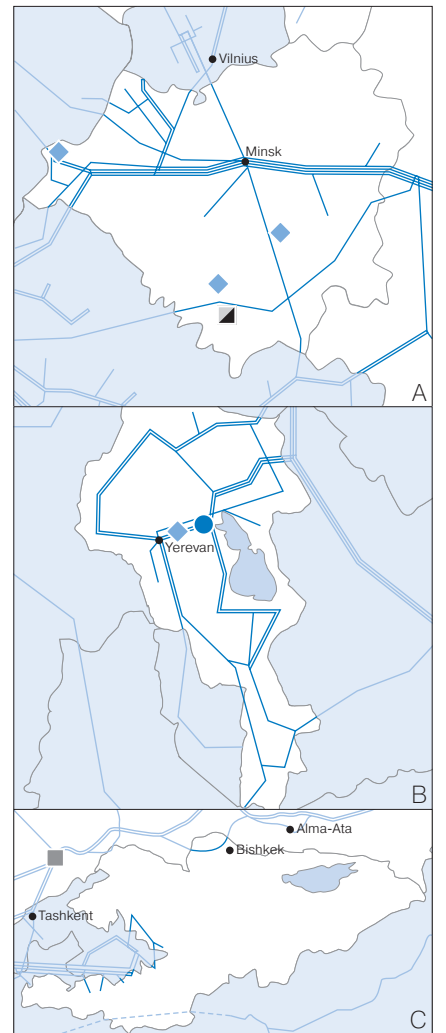 Vilnius
Minsk
A
Yerevan
B
Alma-Ata
Bishkek
Tashkent
C